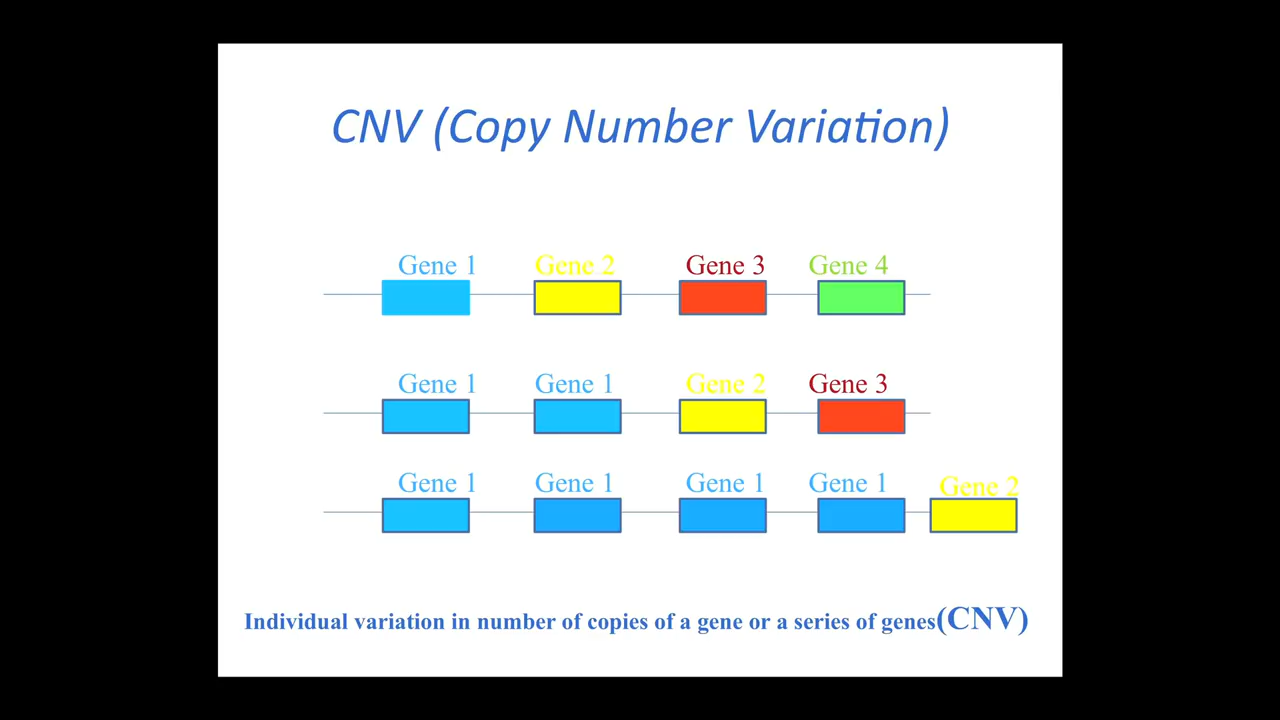 CNV (Copy Number Variation)
Gene 1 Gene 2 Gene 3 Gene 4
Gene 1 Gene 1 Gene 2 Gene 3
Gene 1 Gene 1 Gene 1 Gene 1 Gene 2
Individual variation in number of copies of a gene or a series of genes(CNV)